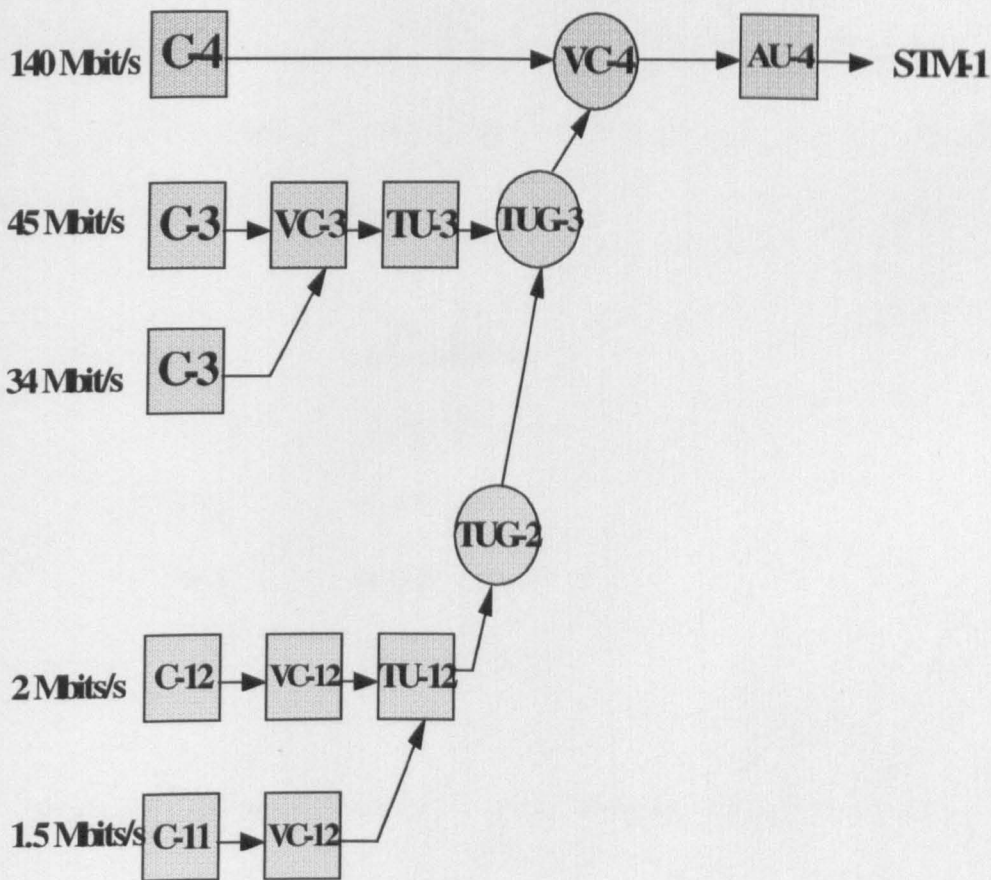 140 Mbit/s C-4 VC-4 AU-4 STM-1
45 Mbit/s C-3 VC-3 TU-3 TUG-3
34 Mbit/s C-3
TUG-2
2 Mbits/s C-12 VC-12 TU-12
1.5 Mbits/s C-11 VC-12